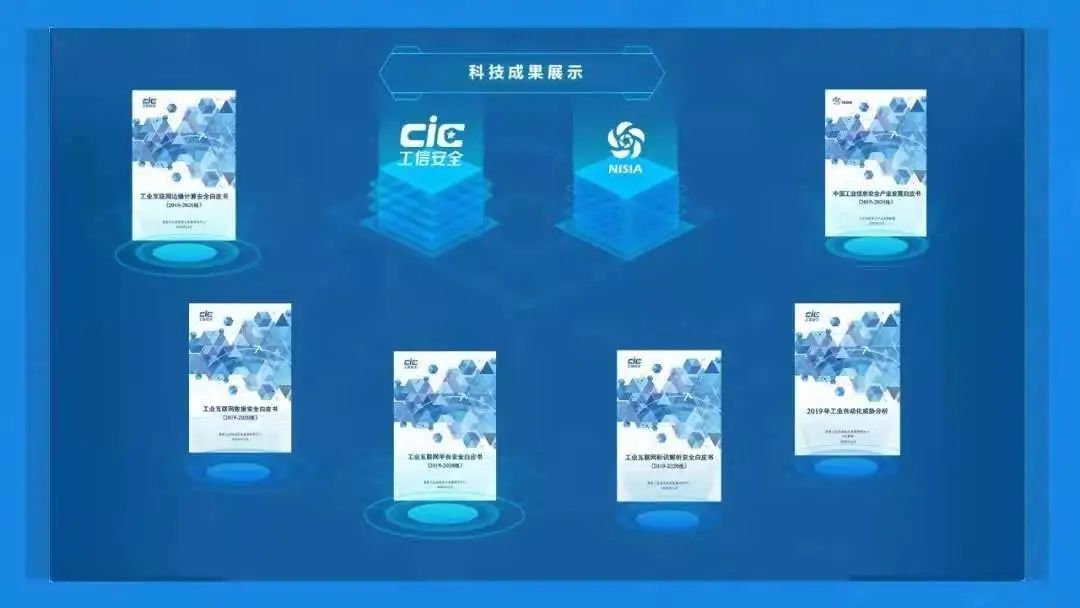 科技成果展示
CIC
工信安全
NISIA
CIC
工业互联网边缘计算安全白皮书
(2019-2020版)
NISIA
中国工业信息安全产业发展白皮书
(2019-2020版)
CIC
工业互联网数据安全白皮书
(2019-2020版)
CIC
工业互联网平台安全白皮书
(2019-2020版)
CIC
工业互联网标识解析安全白皮书
(2019-2020版)
CIC
2019年工业自动化威胁分析